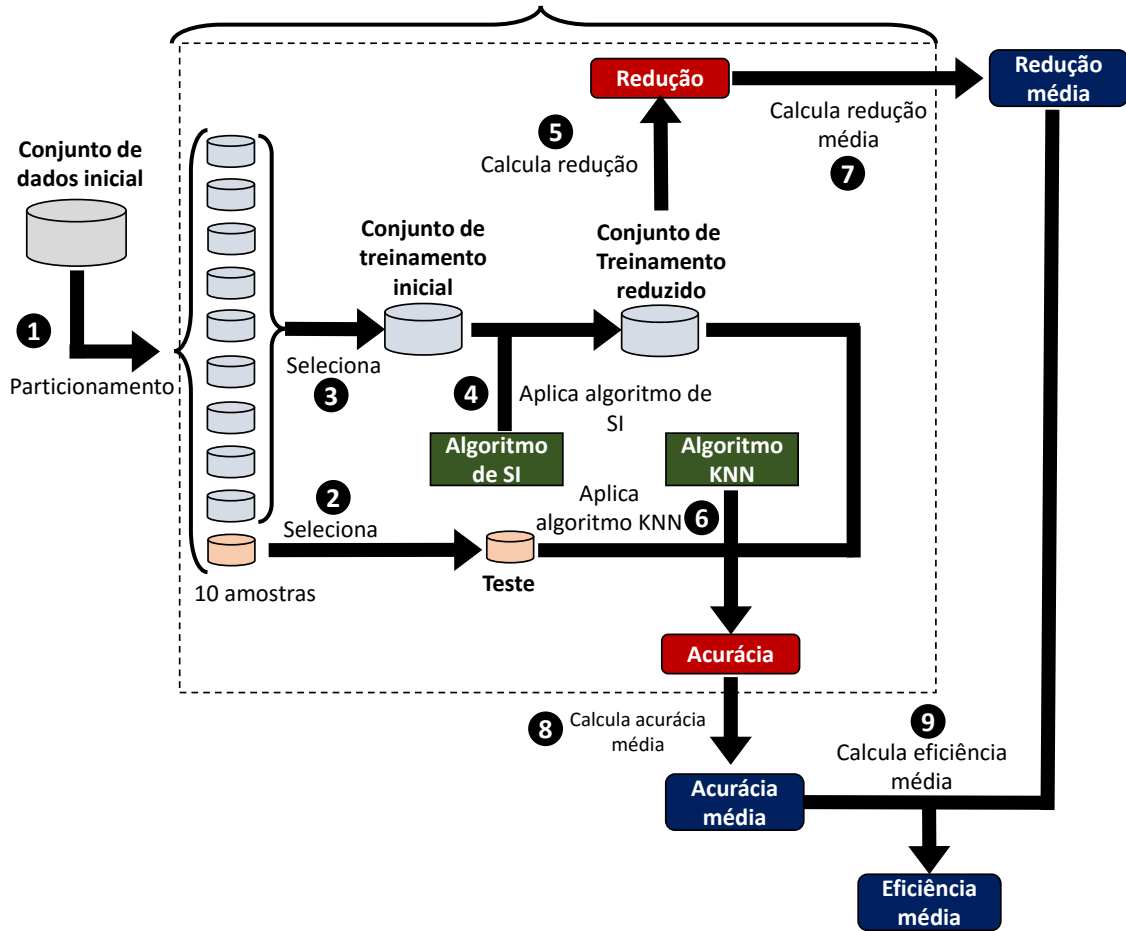 Conjunto de
dados inicial
1
Particionamento
10 amostras
2
Seleciona
Teste
Seleciona
3
Conjunto de
treinamento
inicial
4
Aplica algoritmo de
SI
Algoritmo
de SI
Conjunto de
Treinamento
reduzido
5
Calcula redução
Redução
Algoritmo
KNN
Aplica
algoritmo KNN
6
Acurácia
Calcula redução
média
7
Redução
média
8
Calcula acurácia
média
Acurácia
média
9
Calcula eficiência
média
Eficiência
média